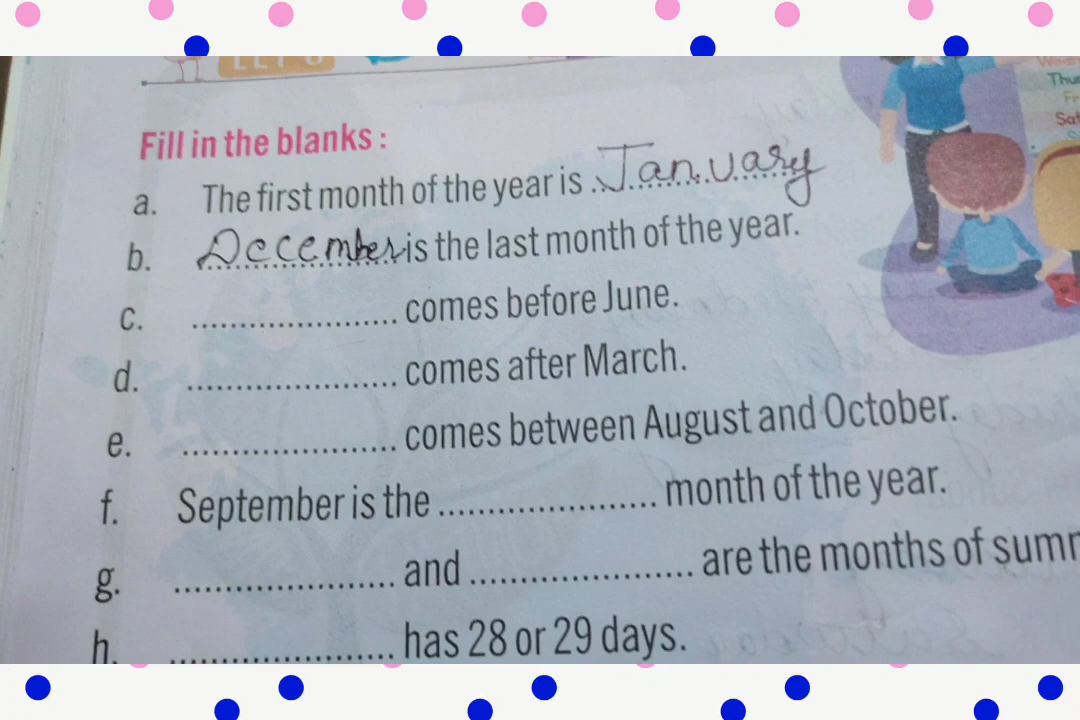 Fill in the blanks :
a. The first month of the year is January
b. December is the last month of the year.
c. ..................... comes before June.
d. ..................... comes after March.
e. ..................... comes between August and October.
f. September is the ..................... month of the year.
g. ..................... and ..................... are the months of
h. ..................... has 28 or 29 days.